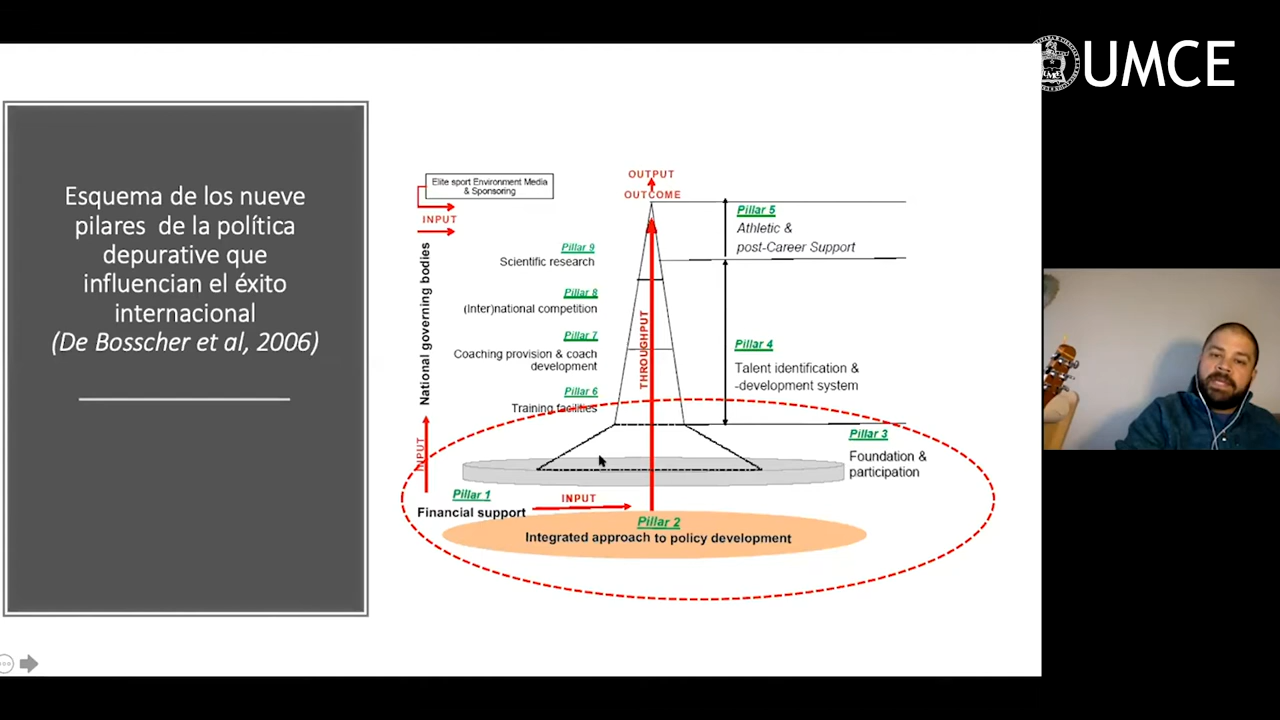 UMCE
Esquema de los nueve
pilares de la política
depurative que
influencian el éxito
internacional
(De Bosscher et al, 2006)
OUTPUT
OUTCOME
Elite sport Environment Media
& Sponsoring
INPUT
National governing bodies
INPUT
Pillar 9
Scientific research
Pillar 8
(Inter)national competition
Pillar 7
Coaching provision & coach
development
Pillar 6
Training facilities
THROUGHPUT
Pillar 5
Athletic &
post-Career Support
Pillar 4
Talent identification &
-development system
Pillar 3
Foundation &
participation
Pillar 1
Financial support
INPUT
Pillar 2
Integrated approach to policy development